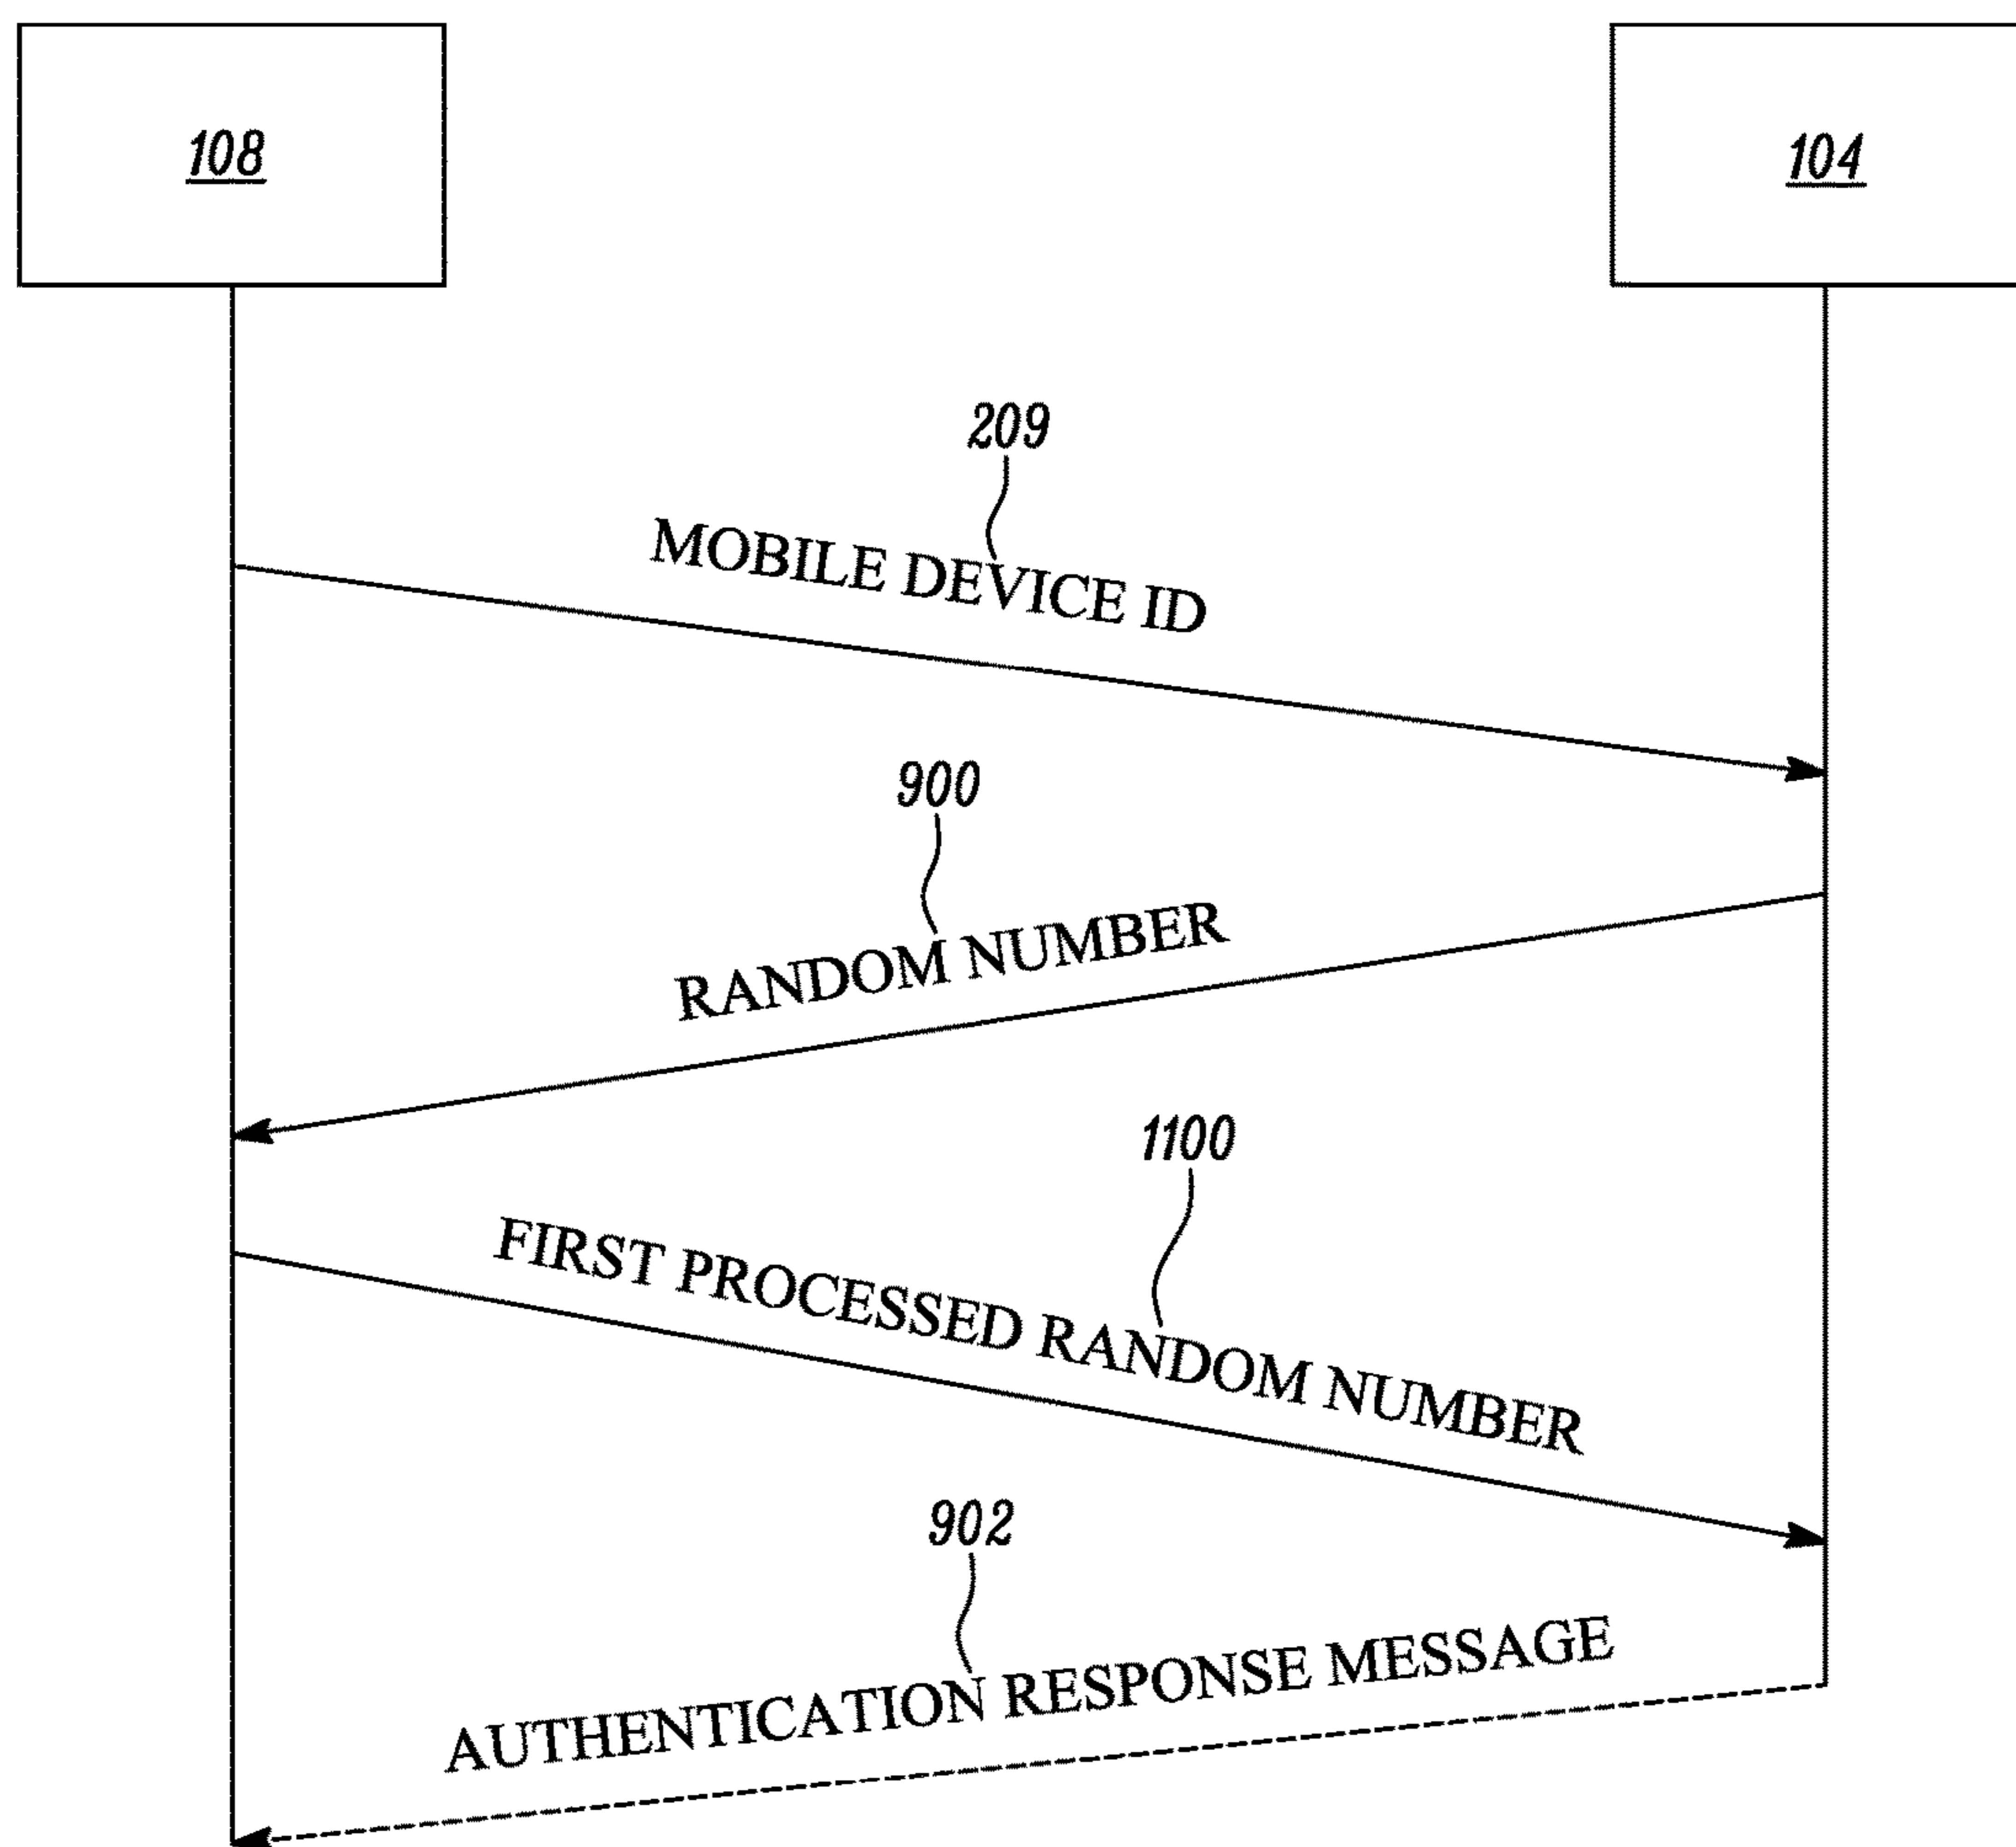 108
104
209
MOBILE DEVICE ID
900
RANDOM NUMBER
1100
FIRST PROCESSED RANDOM NUMBER
902
AUTHENTICATION RESPONSE MESSAGE